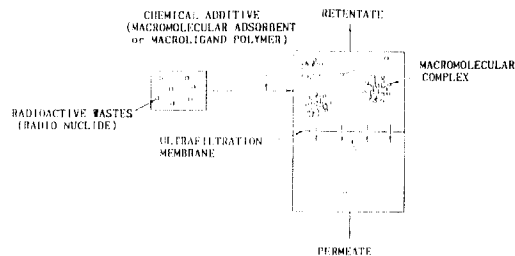 CHEMICAL ADDITIVE
(MACROMOLECULAR ADSORBENT
or MACROLIGAND POLYMER)
RETENTATE
MACROMOLECULAR
COMPLEX
RADIOACTIVE WASTES
(RADIO NUCLIDE)
ULTRAFILTRATION
MEMBRANE
PERMEATE